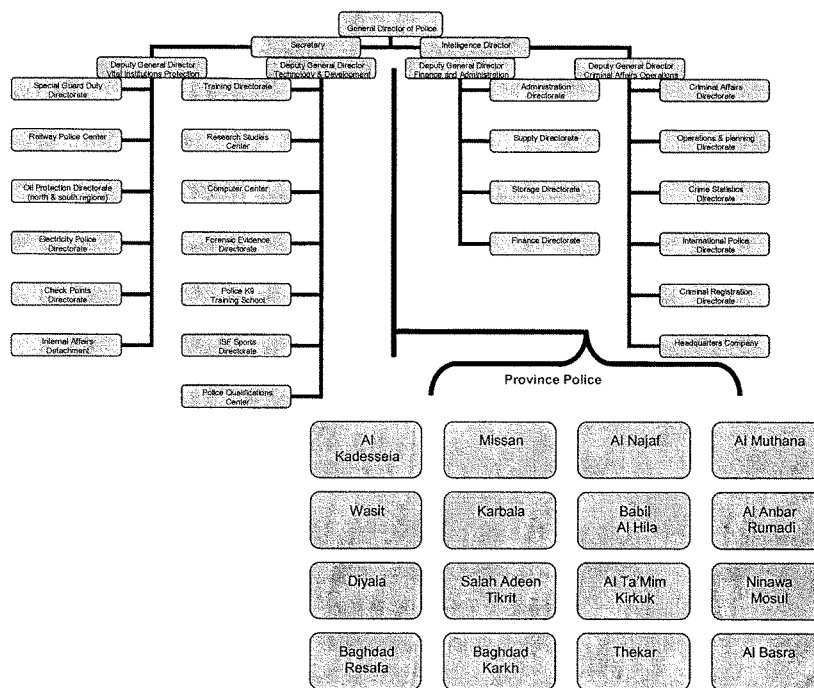 General Director of Police
Secretary
Intelligence Director
Deputy General Director
Vital Institutions Protection
Deputy General Director
Technology & Development
Deputy General Director
Finance and Administration
Deputy General Director
Criminal Affairs Operations
Special Guard Duty
Directorate
Railway Police Center
Oil Protection Directorate
(north & south regions)
Electricity Police
Directorate
Check Points
Directorate
Internal Affairs
Detachment
Training Directorate
Research Studies
Center
Computer Center
Forensic Evidence
Directorate
Police K9
Training School
ISF Sports
Directorate
Police Qualifications
Center
Administration
Directorate
Supply Directorate
Storage Directorate
Finance Directorate
Criminal Affairs
Directorate
Operations & planning
Directorate
Crime Statistics
Directorate
International Police
Directorate
Criminal Registration
Directorate
Headquarters Company
Province Police
Al
Kadesseia
Missan
Al Najaf
Al Muthana
Wasit
Karbala
Babil
Al Hila
Al Anbar
Rumadi
Diyala
Salah Adeen
Tikrit
Al Ta'Mim
Kirkuk
Ninawa
Mosul
Baghdad
Resafa
Baghdad
Karkh
Thekar
Al Basra